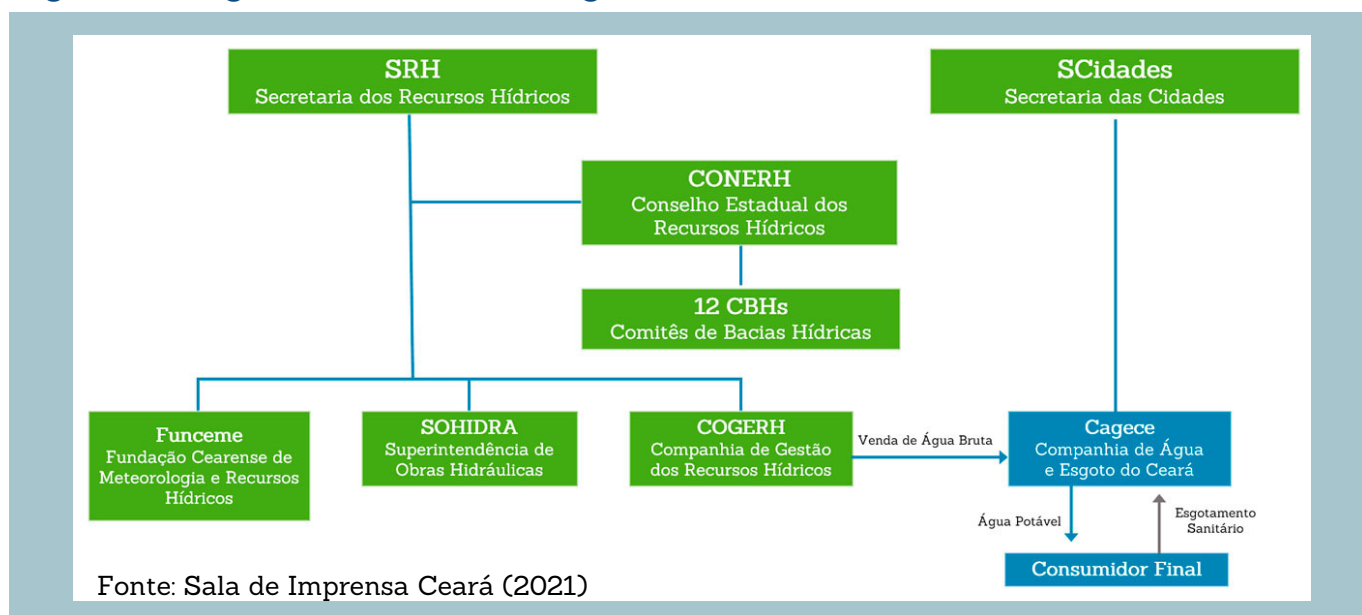 SRH
Secretaria dos Recursos Hídricos
SCidades
Secretaria das Cidades
CONERH
Conselho Estadual dos
Recursos Hídricos
12 CBHs
Comitês de Bacias Hídricas
Funceme
Fundação Cearense de
Meteorologia e Recursos
Hídricos
SOHIDRA
Superintendência de
Obras Hidráulicas
COGERH
Companhia de Gestão
dos Recursos Hídricos
Venda de Água Bruta
Cagece
Companhia de Água
e Esgoto do Ceará
Água Potável
Esgotamento
Sanitário
Consumidor Final
Fonte: Sala de Imprensa Ceará (2021)